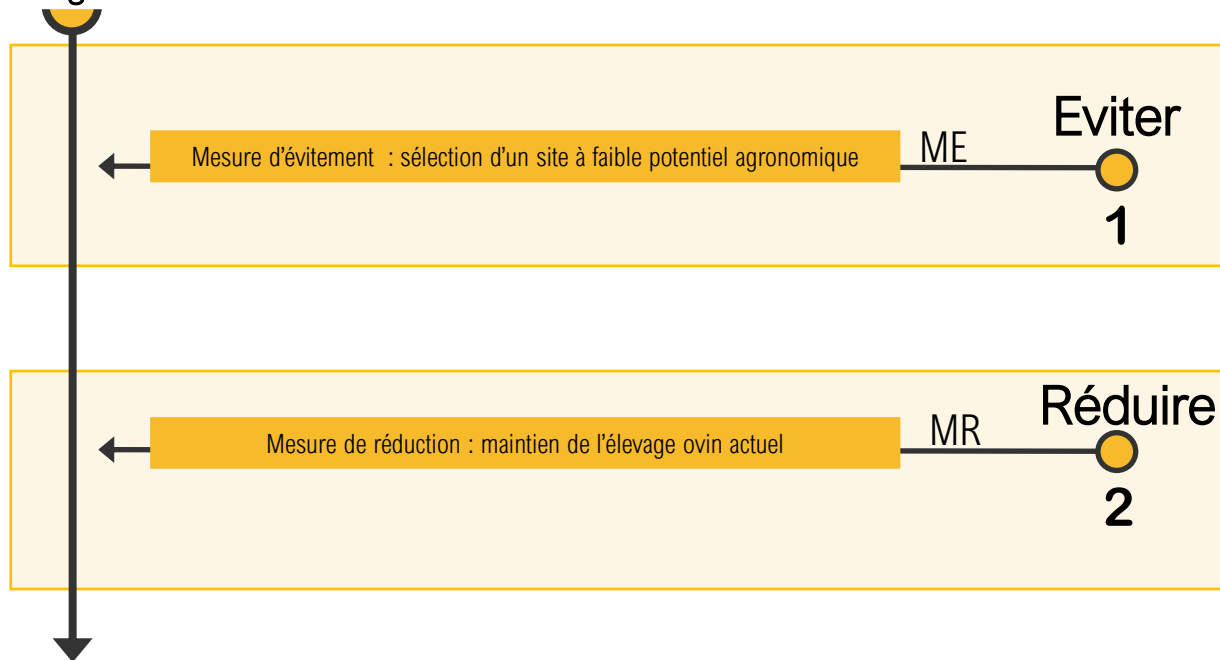 Eviter
Mesure d'évitement : sélection d'un site à faible potentiel agronomique
ME
1
Réduire
Mesure de réduction : maintien de l'élevage ovin actuel
MR
2